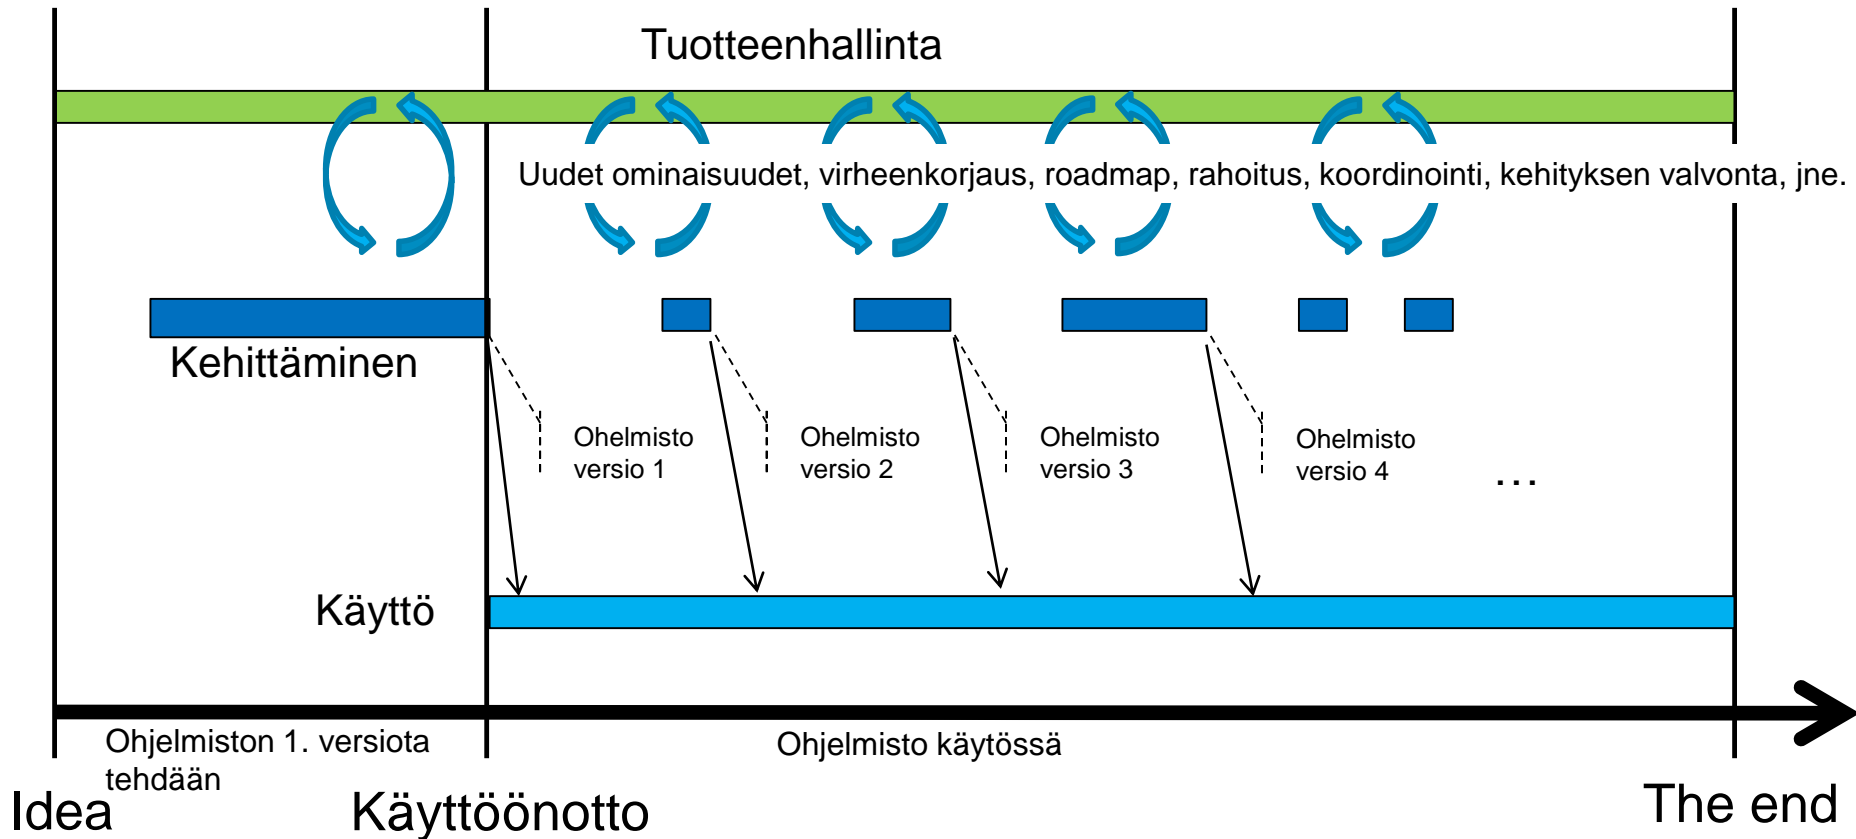 Tuotteenhallinta
Uudet ominaisuudet, virheenkorjaus, roadmap, rahoitus, koordinointi, kehityksen valvonta, jne.
Kehittäminen
Ohelmisto
versio 1
Ohelmisto
versio 2
Ohelmisto
versio 3
Ohelmisto
versio 4
...
Käyttö
Ohjelmiston 1. versiota
tehdään
Ohjelmisto käytössä
Idea
Käyttöönotto
The end